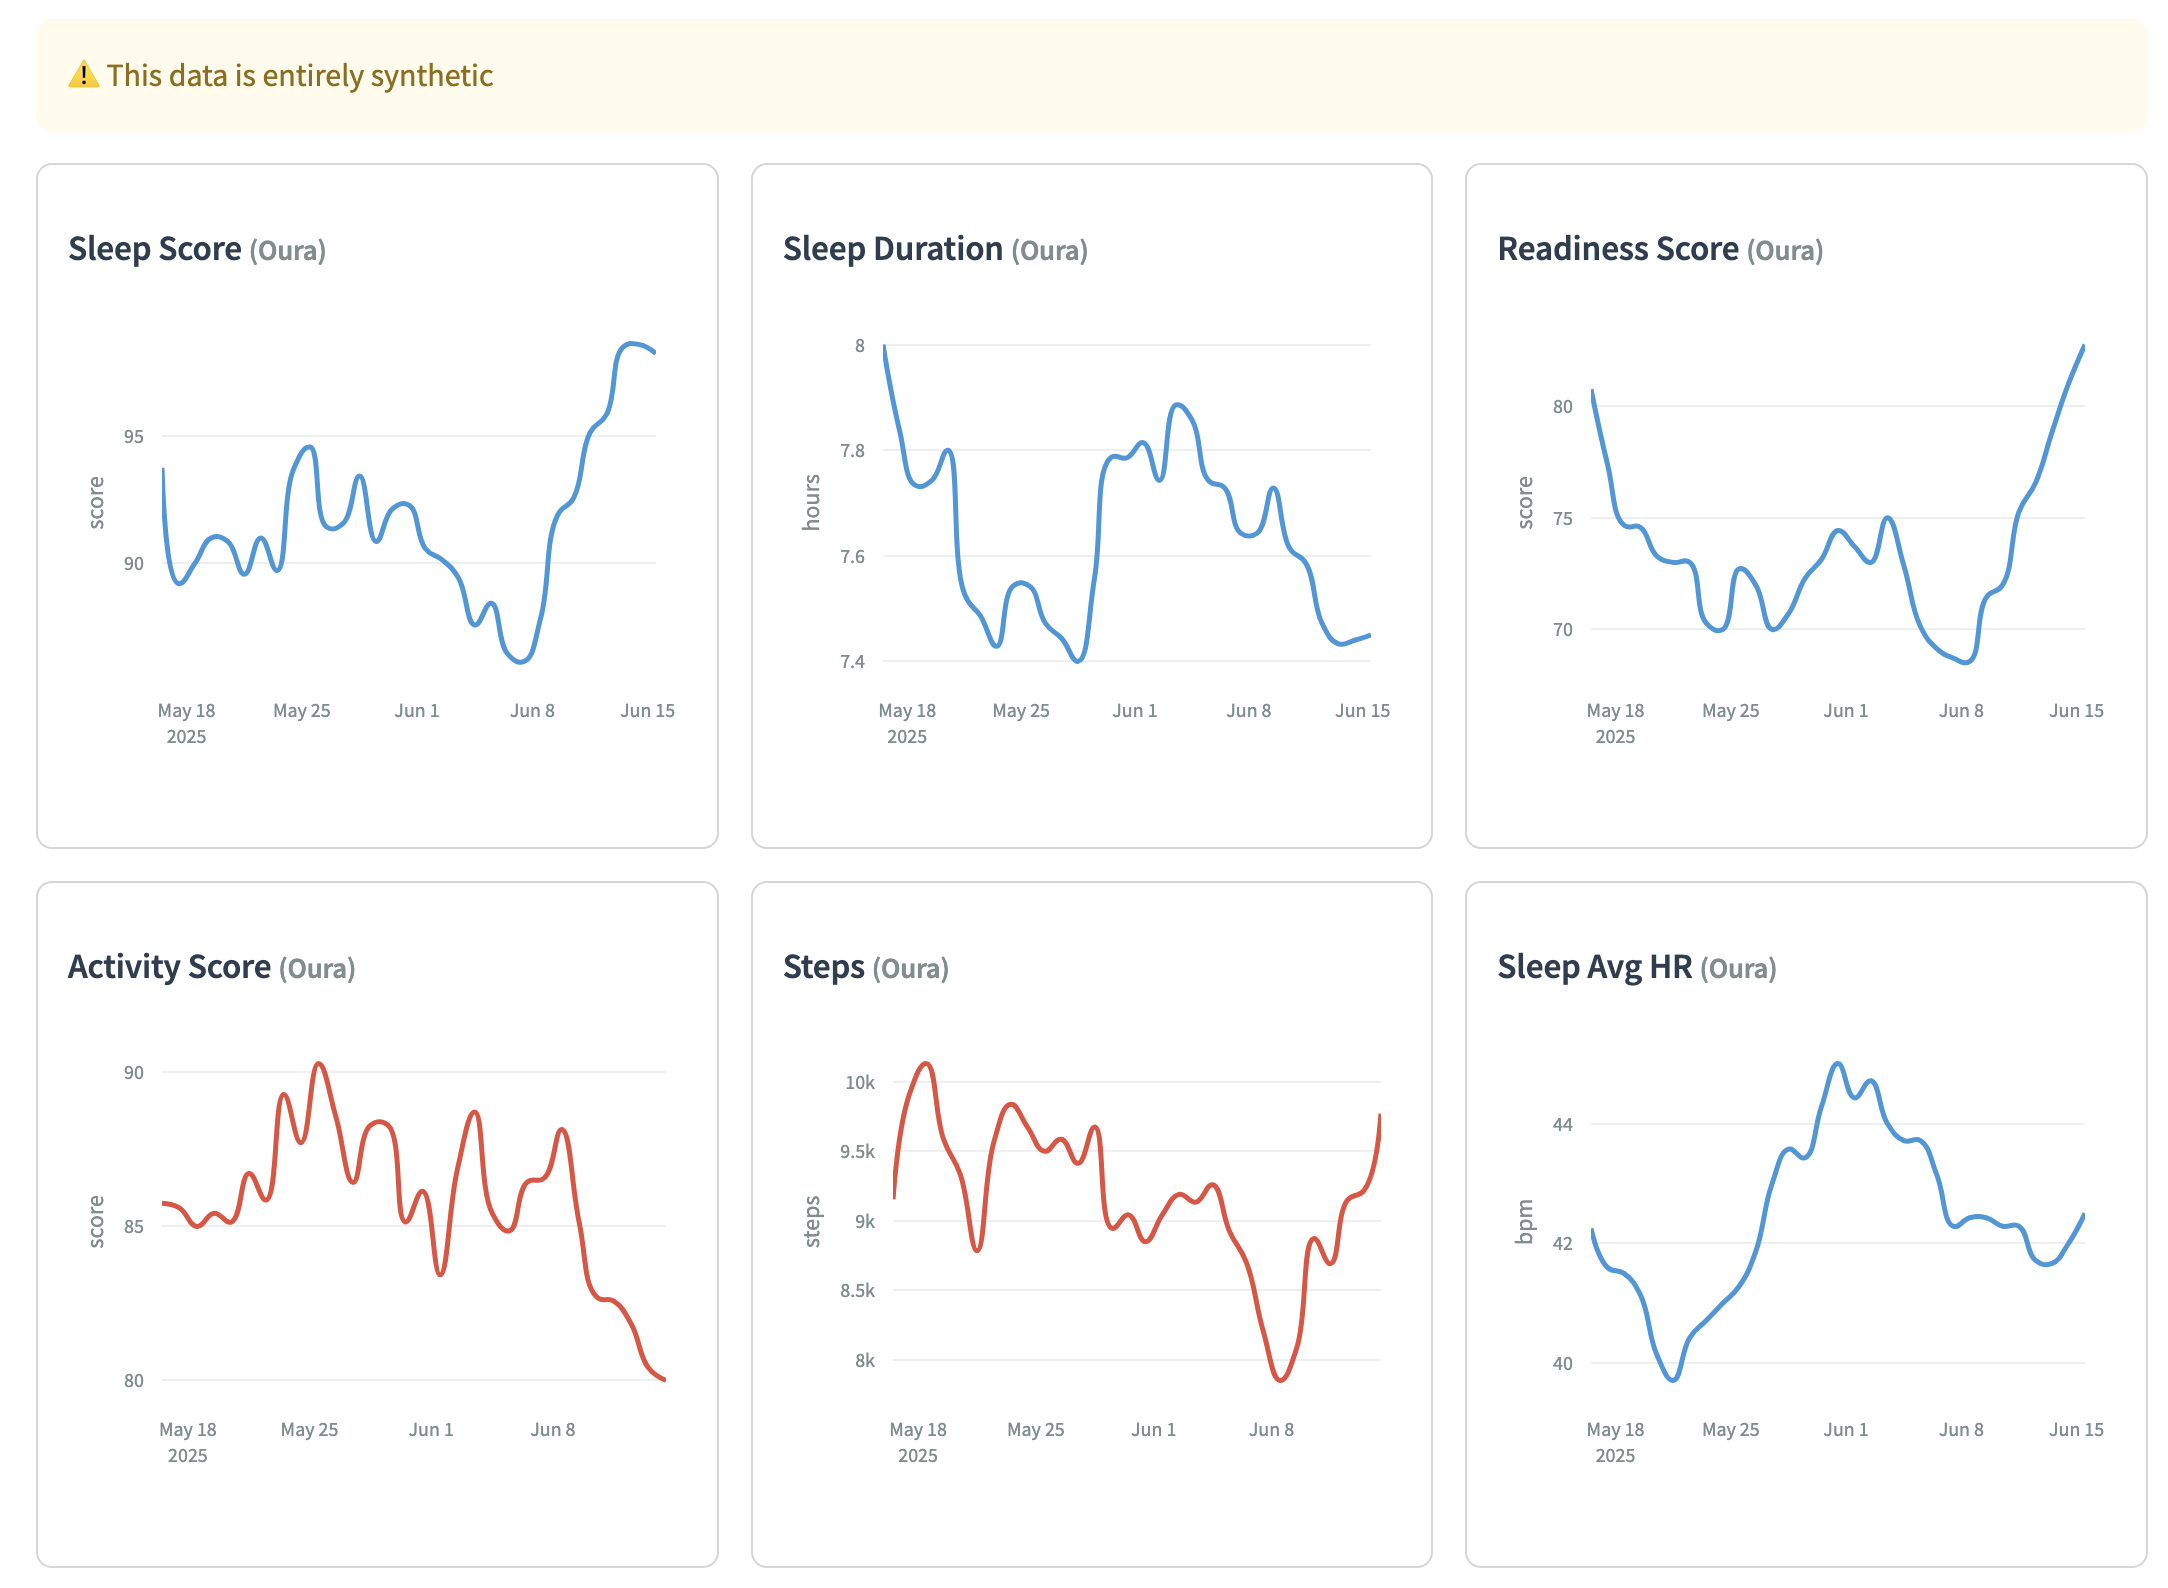 ⚠️ This data is entirely synthetic
Sleep Score (Oura)
score
95
90
May 18
2025
May 25
Jun 1
Jun 8
Jun 15
Sleep Duration (Oura)
hours
8
7.8
7.6
7.4
May 18
2025
May 25
Jun 1
Jun 8
Jun 15
Readiness Score (Oura)
score
80
75
70
May 18
2025
May 25
Jun 1
Jun 8
Jun 15
Activity Score (Oura)
score
90
85
80
May 18
2025
May 25
Jun 1
Jun 8
Steps (Oura)
steps
10k
9.5k
9k
8.5k
8k
May 18
2025
May 25
Jun 1
Jun 8
Sleep Avg HR (Oura)
bpm
44
42
40
May 18
2025
May 25
Jun 1
Jun 8
Jun 15